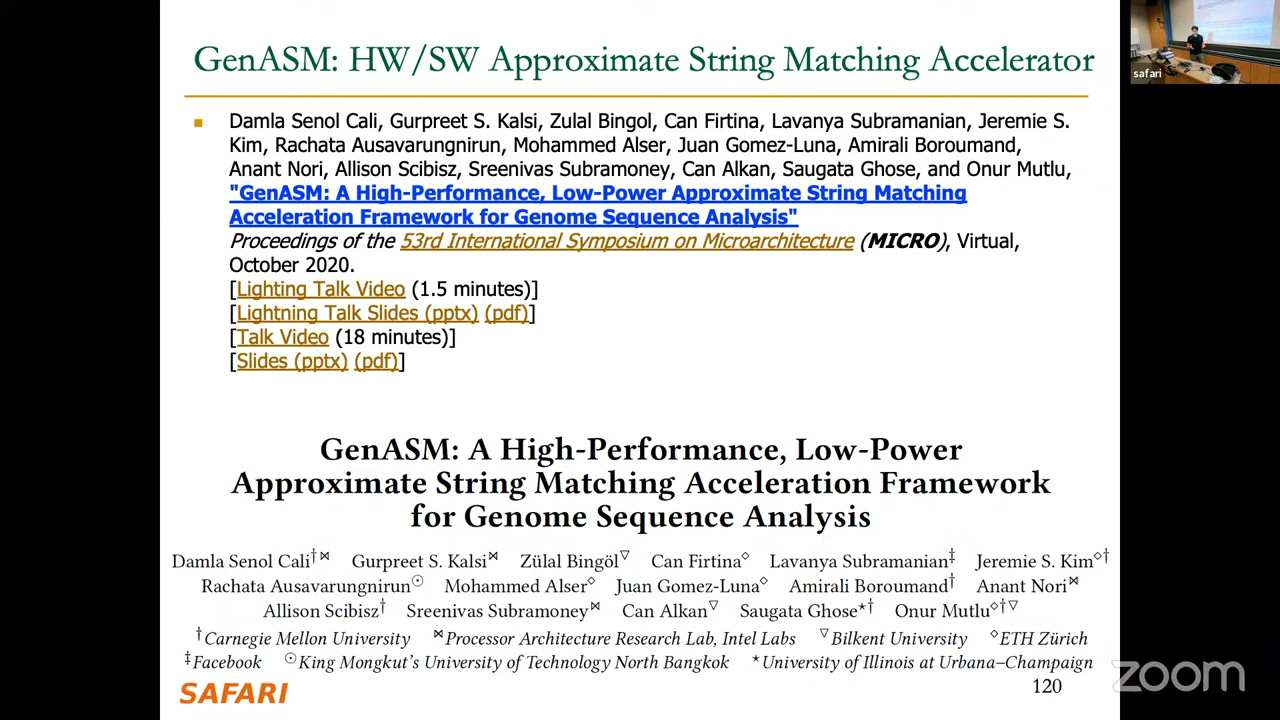 GenASM: HW/SW Approximate String Matching Accelerator
Damla Senol Cali, Gurpreet S. Kalsi, Zulal Bingol, Can Firtina, Lavanya Subramanian, Jeremie S.
Kim, Rachata Ausavarungnirun, Mohammed Alser, Juan Gomez-Luna, Amirali Boroumand,
Anant Nori, Allison Scibisz, Sreenivas Subramoney, Can Alkan, Saugata Ghose, and Onur Mutlu,
"GenASM: A High-Performance, Low-Power Approximate String Matching
Acceleration Framework for Genome Sequence Analysis"
Proceedings of the 53rd International Symposium on Microarchitecture (MICRO), Virtual,
October 2020.
[Lighting Talk Video (1.5 minutes)]
[Lightning Talk Slides (pptx) (pdf)]
[Talk Video (18 minutes)]
[Slides (pptx) (pdf)]
GenASM: A High-Performance, Low-Power
Approximate String Matching Acceleration Framework
for Genome Sequence Analysis
Damla Senol Cali†⋈ Gurpreet S. Kalsi⋈ Zülal Bingöl▽ Can Firtina◇ Lavanya Subramanian‡ Jeremie S. Kim◇†
Rachata Ausavarungnirun⊙ Mohammed Alser◇ Juan Gomez-Luna◇ Amirali Boroumand† Anant Nori⋈
Allison Scibisz† Sreenivas Subramoney⋈ Can Alkan▽ Saugata Ghose⋆† Onur Mutlu◇†▽
†Carnegie Mellon University ⋈Processor Architecture Research Lab, Intel Labs ▽Bilkent University ◇ETH Zürich
‡Facebook ⊙King Mongkut's University of Technology North Bangkok ⋆University of Illinois at Urbana–Champaign
SAFARI
120
zoom
safari